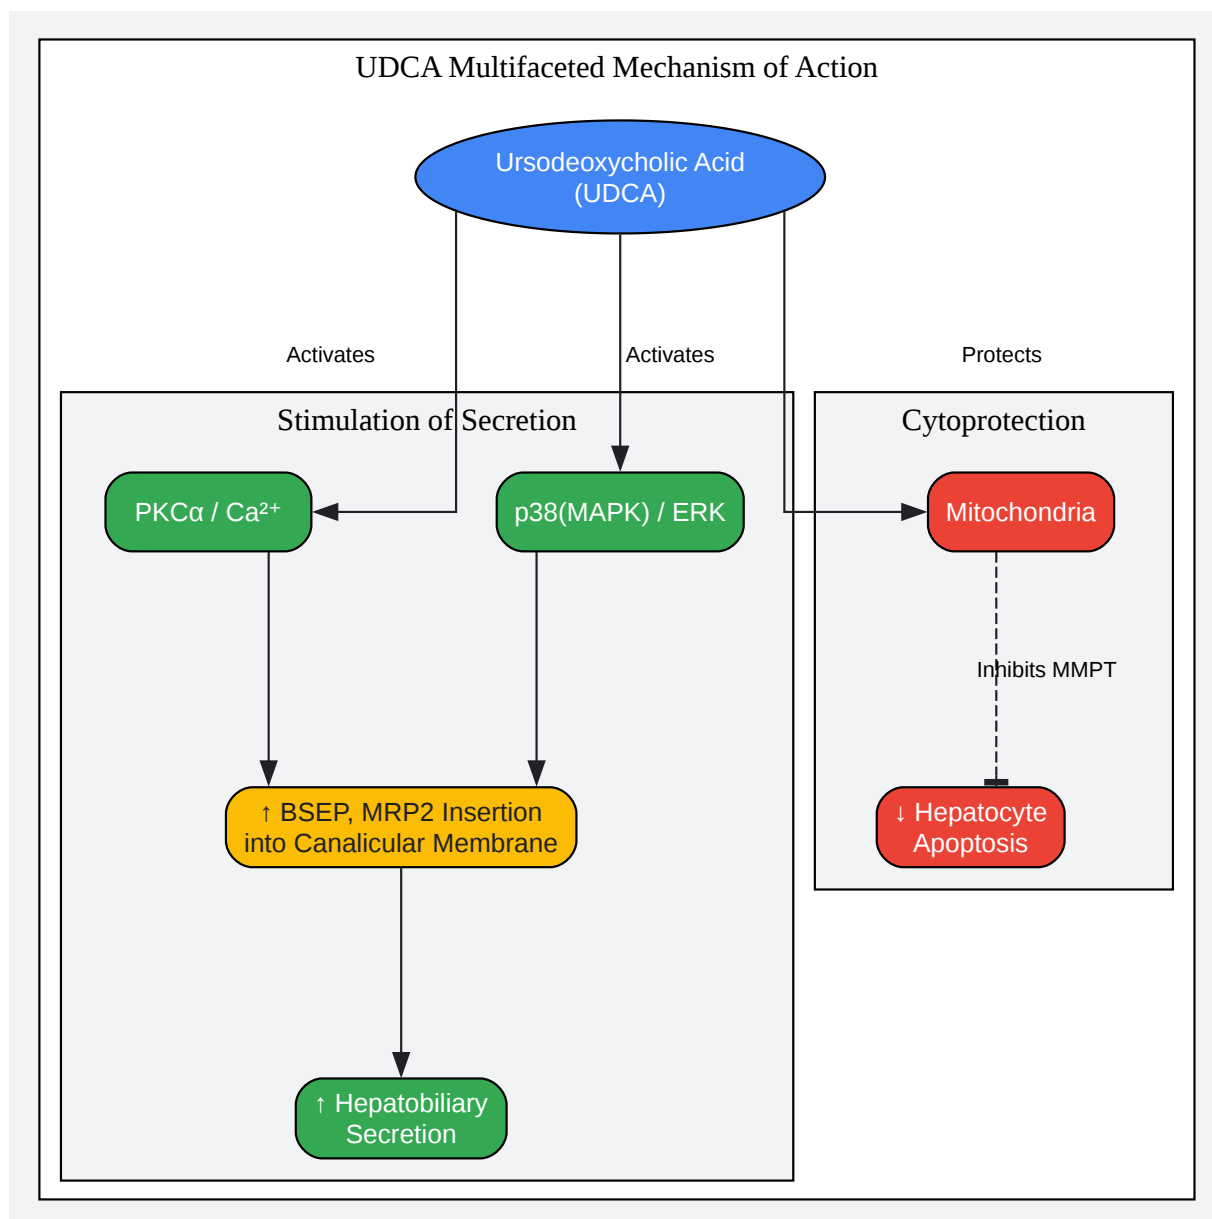 UDCA Multifaceted Mechanism of Action
Ursodeoxycholic Acid
(UDCA)
Activates
Activates
Protects
Stimulation of Secretion
Cytoprotection
PKCα / Ca²⁺
p38(MAPK) / ERK
Mitochondria
Inhibits MMPT
↑ BSEP, MRP2 Insertion
into Canalicular Membrane
↓ Hepatocyte
Apoptosis
↑ Hepatobiliary
Secretion